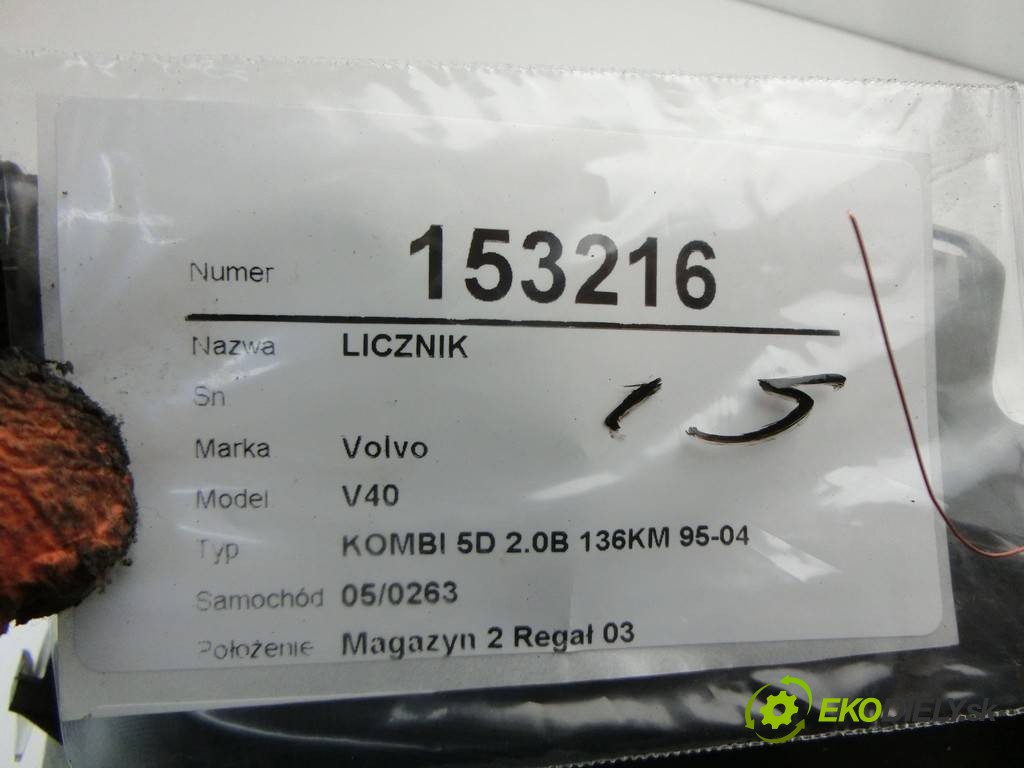 Numer 153216
Nazwa LICZNIK
Sn
15
Marka Volvo
Model V40
Typ KOMBI 5D 2.0B 136KM 95-04
Samochód 05/0263
Położenie Magazyn 2 Regał 03
EKODIELY.sk